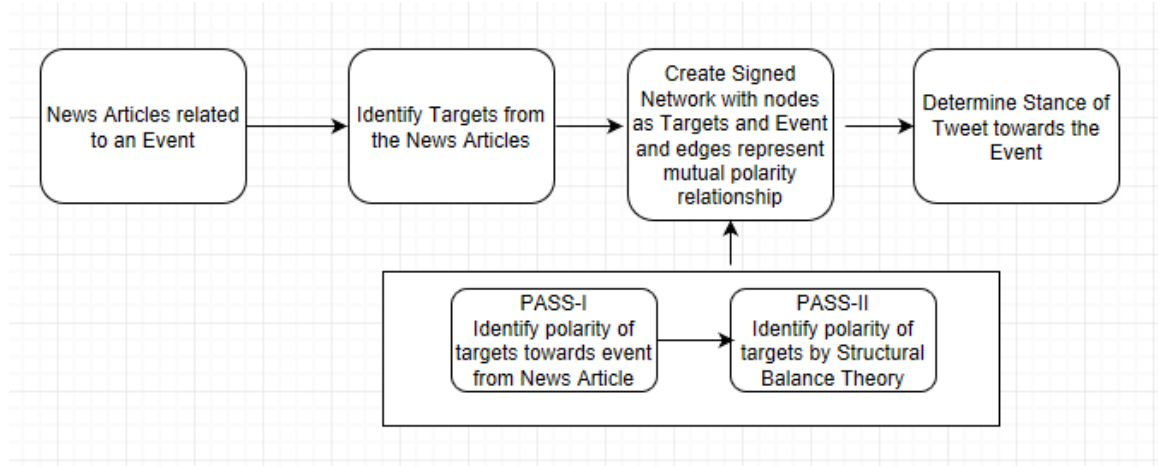 News Articles related
to an Event
Identify Targets from
the News Articles
Create Signed
Network with nodes
as Targets and Event
and edges represent
mutual polarity
relationship
Determine Stance of
Tweet towards the
Event
PASS-I
Identify polarity of
targets towards event
from News Article
PASS-II
Identify polarity of
targets by Structural
Balance Theory